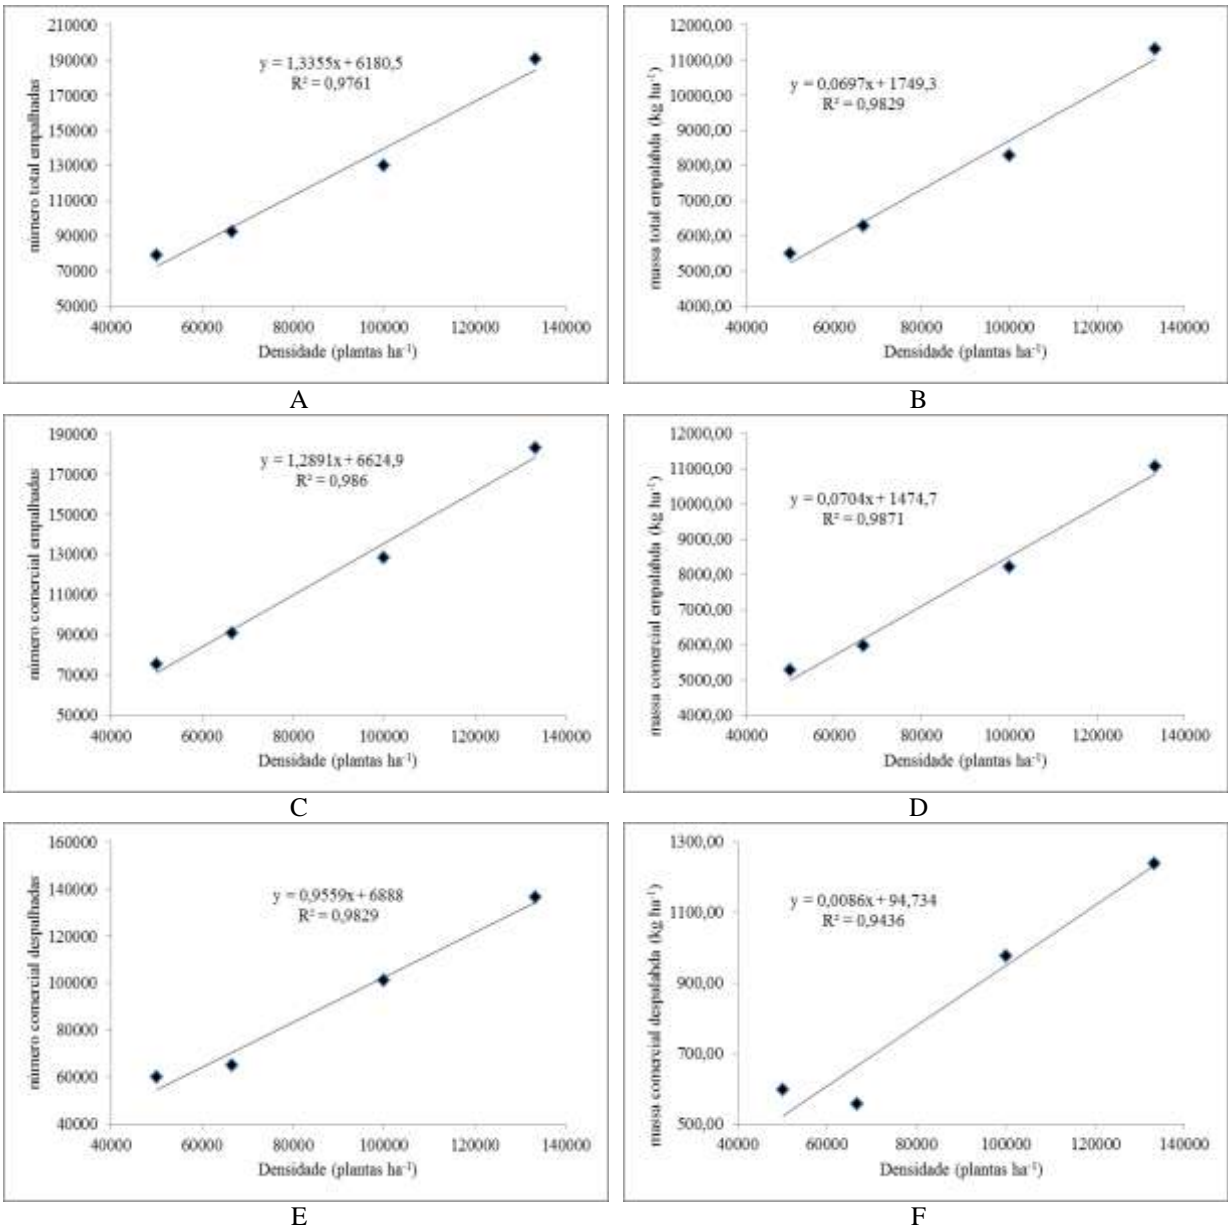 210000
190000
170000
150000
130000
110000
90000
70000
50000
40000 60000 80000 100000 120000 140000
número total empalhadas
y = 1,3355x + 6180,5
R² = 0,9761
Densidade (plantas ha⁻¹)
A
12000,00
11000,00
10000,00
9000,00
8000,00
7000,00
6000,00
5000,00
4000,00
40000 60000 80000 100000 120000 140000
massa total empalahda (kg ha⁻¹)
y = 0,0697x + 1749,3
R² = 0,9829
Densidade (plantas ha⁻¹)
B
190000
170000
150000
130000
110000
90000
70000
50000
40000 60000 80000 100000 120000 140000
número comercial empalhadas
y = 1,2891x + 6624,9
R² = 0,986
Densidade (plantas ha⁻¹)
C
12000,00
11000,00
10000,00
9000,00
8000,00
7000,00
6000,00
5000,00
4000,00
40000 60000 80000 100000 120000 140000
massa comercial empalahda (kg ha⁻¹)
y = 0,0704x + 1474,7
R² = 0,9871
Densidade (plantas ha⁻¹)
D
160000
140000
120000
100000
80000
60000
40000
40000 60000 80000 100000 120000 140000
número comercial despalhadas
y = 0,9559x + 6888
R² = 0,9829
Densidade (plantas ha⁻¹)
E
1300,00
1100,00
900,00
700,00
500,00
40000 60000 80000 100000 120000 140000
massa comercial despalahda (kg ha⁻¹)
y = 0,0086x + 94,734
R² = 0,9436
Densidade (plantas ha⁻¹)
F